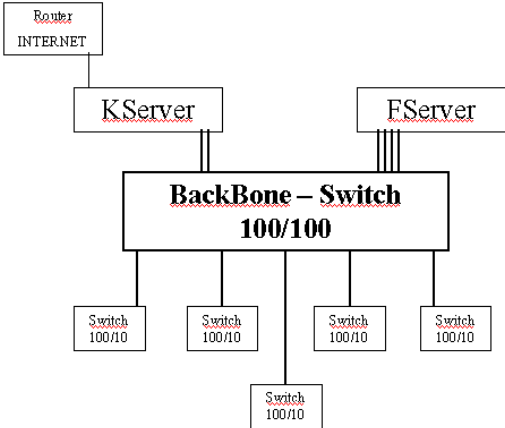 Router
INTERNET
KServer
FServer
BackBone – Switch
100/100
Switch
100/10
Switch
100/10
Switch
100/10
Switch
100/10
Switch
100/10